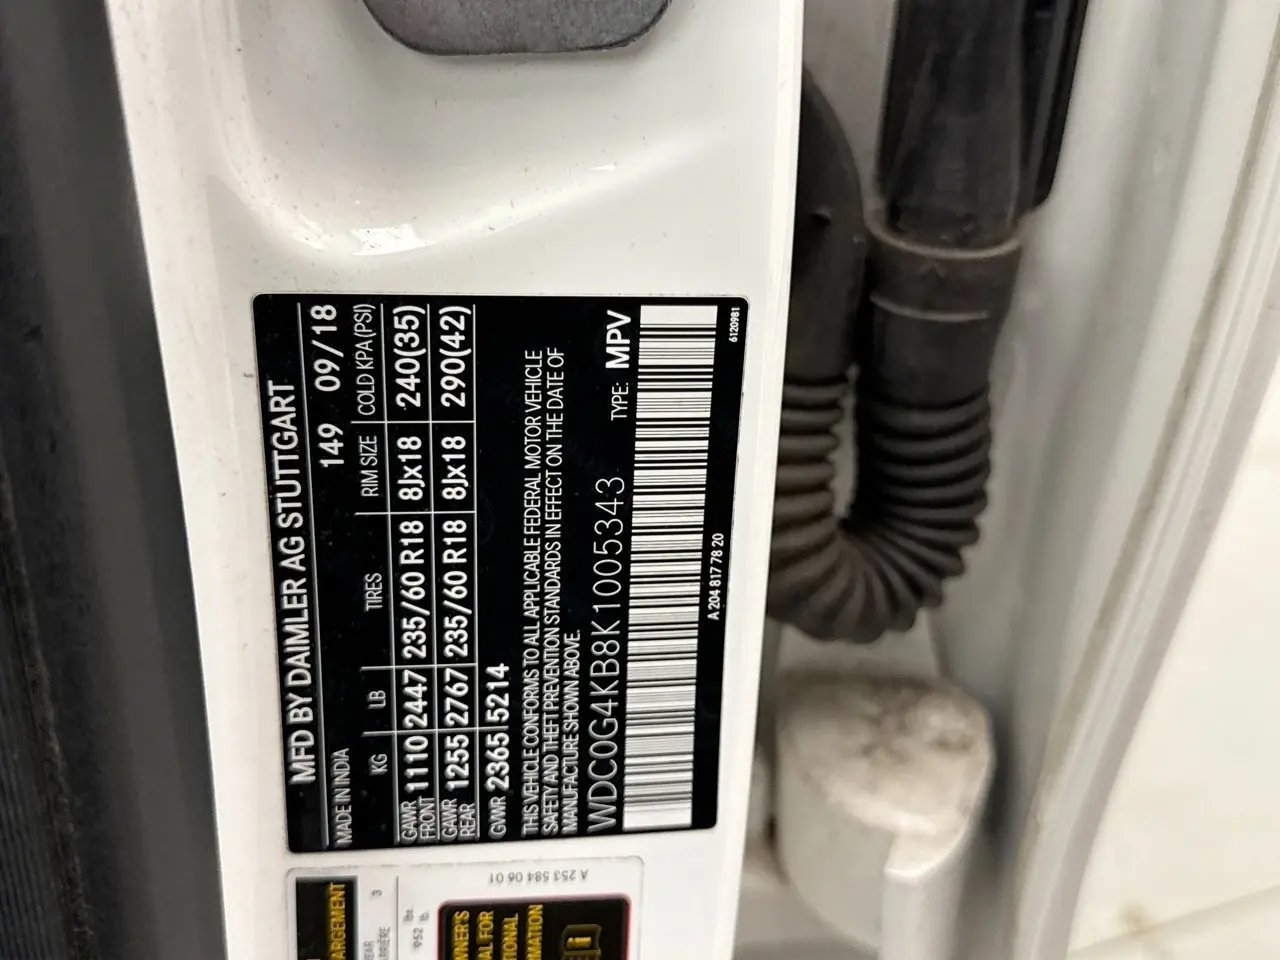 MFD BY DAIMLER AG STUTTGART
MADE IN INDIA 149 09/18
KG LB TIRES RIM SIZE COLD KPA(PSI)
GAWR FRONT 1110 2447 235/60 R18 8Jx18 240(35)
GAWR REAR 1255 2767 235/60 R18 8Jx18 290(42)
GVWR 2365 5214
THIS VEHICLE CONFORMS TO ALL APPLICABLE FEDERAL MOTOR VEHICLE
SAFETY AND THEFT PREVENTION STANDARDS IN EFFECT ON THE DATE OF
MANUFACTURE SHOWN ABOVE.
WDC0G4KB8K1005343 TYPE: MPV
A 204 817 78 20 6120981
A 253 584 06 01
3
952 lb.